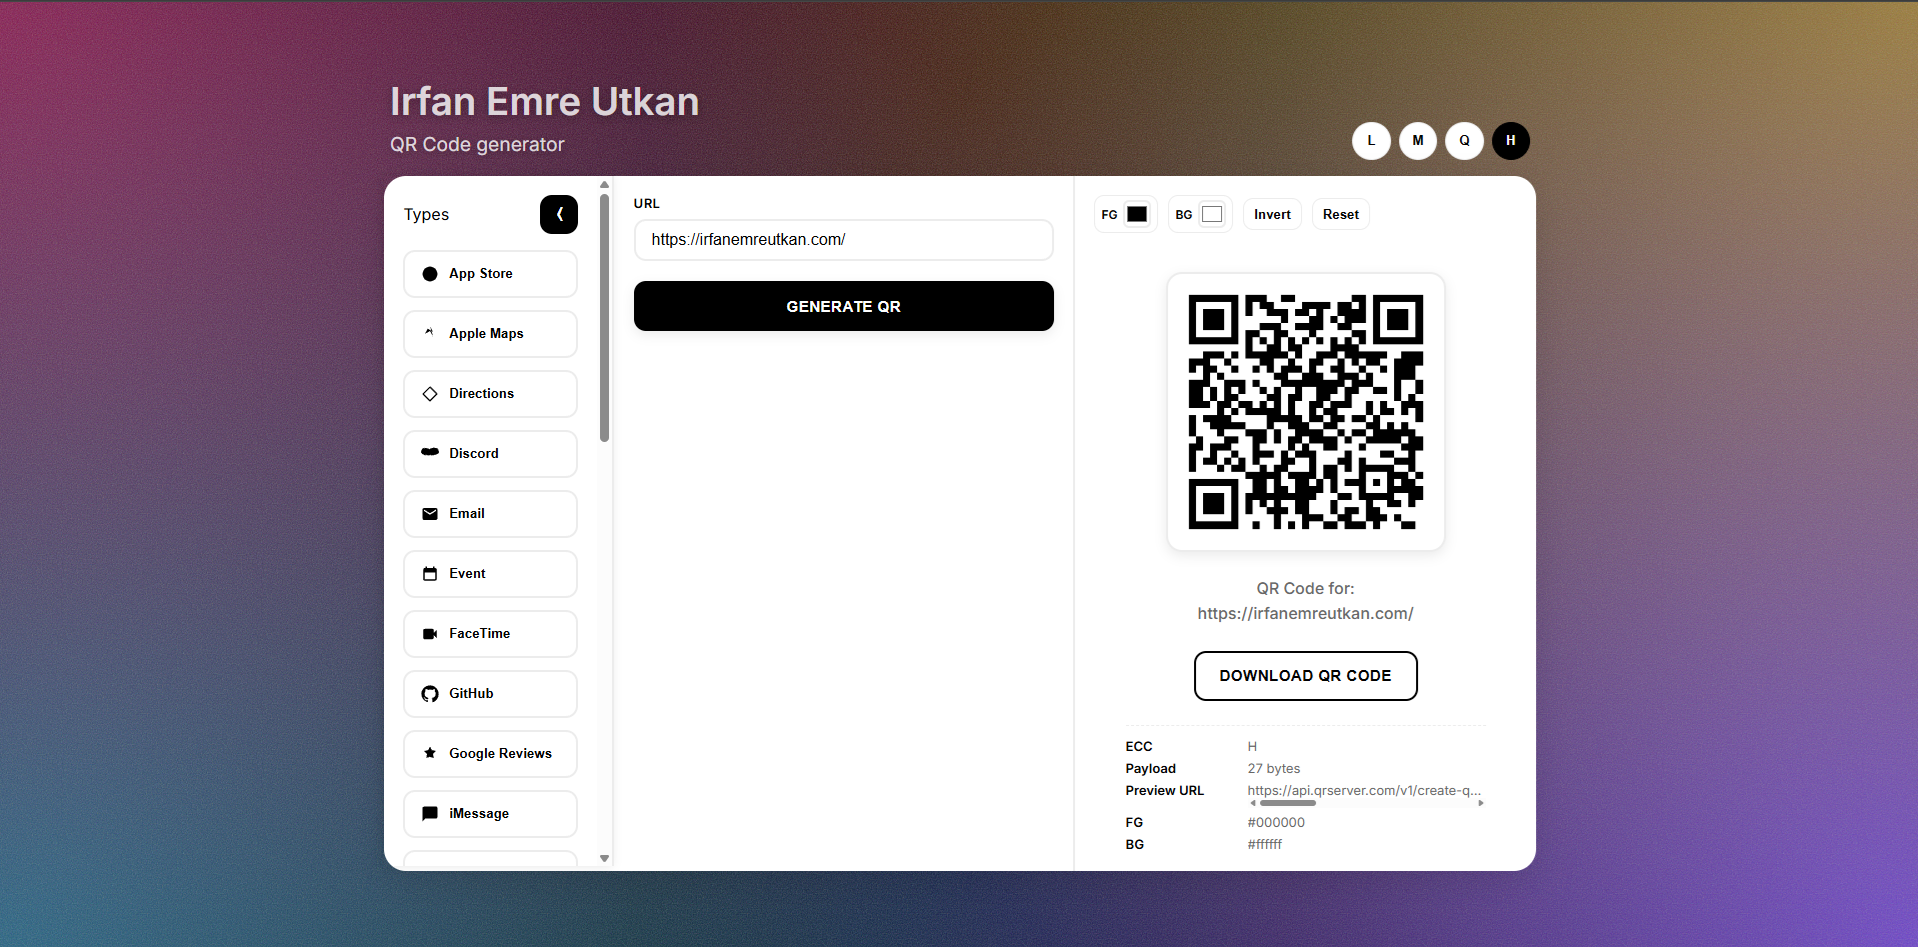 Irfan Emre Utkan
QR Code generator
L M Q H
Types
App Store
Apple Maps
Directions
Discord
Email
Event
FaceTime
GitHub
Google Reviews
iMessage
URL
https://irfanemreutkan.com/
GENERATE QR
FG BG Invert Reset
QR Code for:
https://irfanemreutkan.com/
DOWNLOAD QR CODE
ECC H
Payload 27 bytes
Preview URL https://api.qrserver.com/v1/create-q...
FG #000000
BG #ffffff